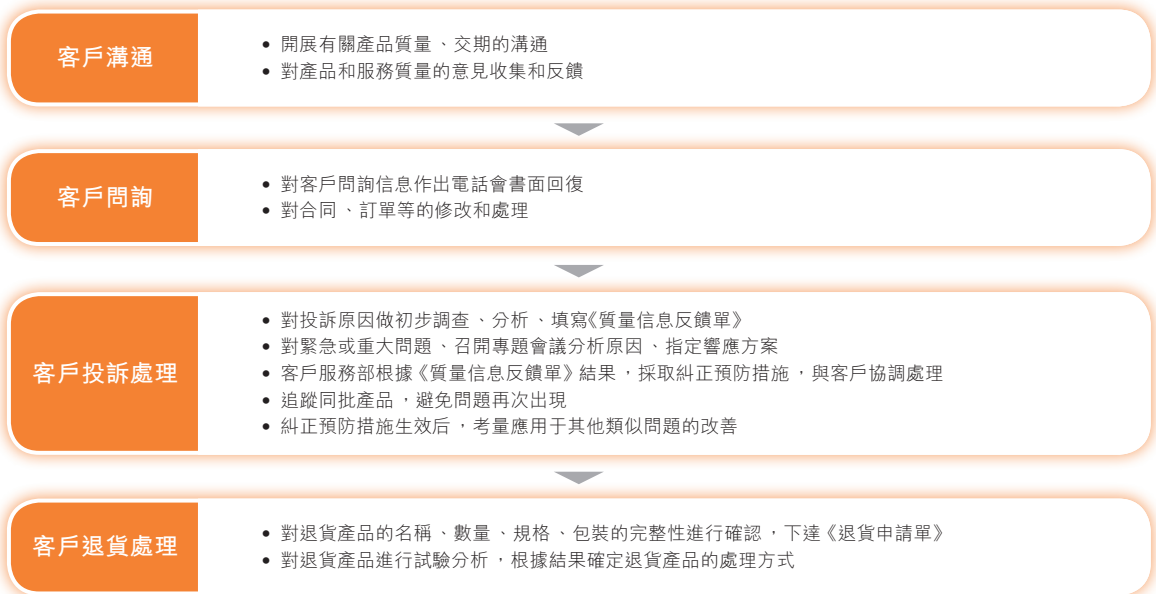 客戶溝通
• 開展有關產品質量、交期的溝通
• 對產品和服務質量的意見收集和反饋
客戶問詢
• 對客戶問詢信息作出電話會書面回復
• 對合同、訂單等的修改和處理
客戶投訴處理
• 對投訴原因做初步調查、分析、填寫《質量信息反饋單》
• 對緊急或重大問題、召開專題會議分析原因、指定響應方案
• 客戶服務部根據《質量信息反饋單》結果，採取糾正預防措施，與客戶協調處理
• 追蹤同批產品，避免問題再次出現
• 糾正預防措施生效后，考量應用于其他類似問題的改善
客戶退貨處理
• 對退貨產品的名稱、數量、規格、包裝的完整性進行確認，下達《退貨申請單》
• 對退貨產品進行試驗分析，根據結果確定退貨產品的處理方式